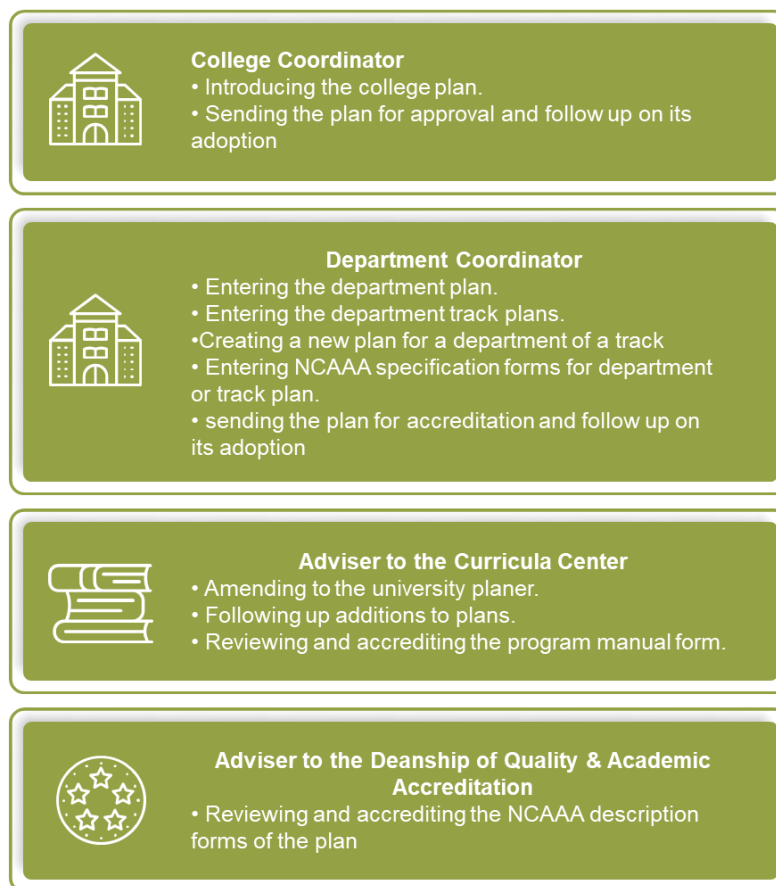 College Coordinator
• Introducing the college plan.
• Sending the plan for approval and follow up on its
adoption
Department Coordinator
• Entering the department plan.
• Entering the department track plans.
•Creating a new plan for a department of a track
• Entering NCAAA specification forms for department
or track plan.
• sending the plan for accreditation and follow up on
its adoption
Adviser to the Curricula Center
• Amending to the university planer.
• Following up additions to plans.
• Reviewing and accrediting the program manual form.
Adviser to the Deanship of Quality & Academic
Accreditation
• Reviewing and accrediting the NCAAA description
forms of the plan